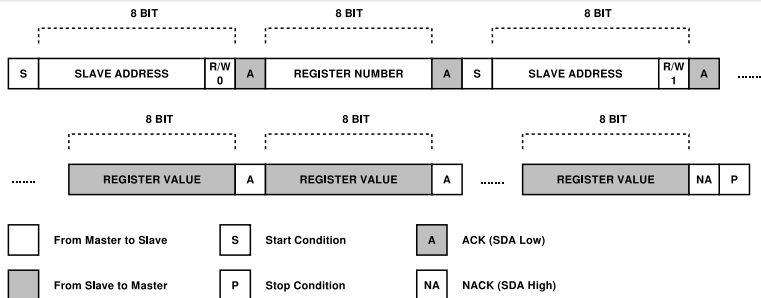 8 BIT 8 BIT 8 BIT
S SLAVE ADDRESS R/W 0 A REGISTER NUMBER A S SLAVE ADDRESS R/W 1 A ......
8 BIT 8 BIT 8 BIT
...... REGISTER VALUE A REGISTER VALUE A ...... REGISTER VALUE NA P
From Master to Slave S Start Condition A ACK (SDA Low)
From Slave to Master P Stop Condition NA NACK (SDA High)